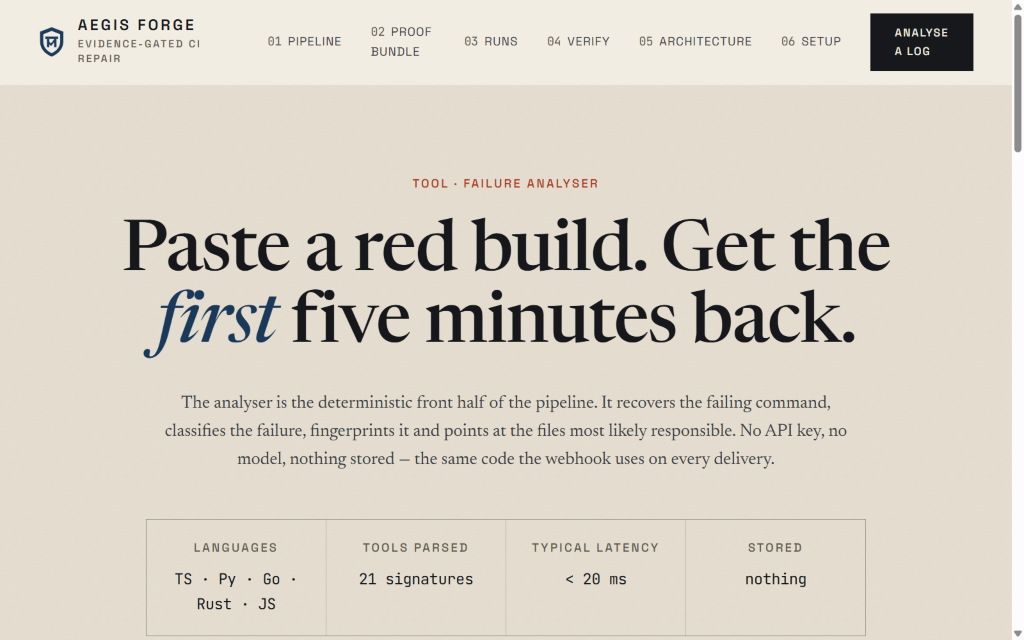 AEGIS FORGE
EVIDENCE-GATED CI
REPAIR
01 PIPELINE
02 PROOF
BUNDLE
03 RUNS
04 VERIFY
05 ARCHITECTURE
06 SETUP
ANALYSE
A LOG
TOOL · FAILURE ANALYSER
Paste a red build. Get the
first five minutes back.
The analyser is the deterministic front half of the pipeline. It recovers the failing command,
classifies the failure, fingerprints it and points at the files most likely responsible. No API key, no
model, nothing stored — the same code the webhook uses on every delivery.
LANGUAGES
TS · Py · Go ·
Rust · JS
TOOLS PARSED
21 signatures
TYPICAL LATENCY
< 20 ms
STORED
nothing